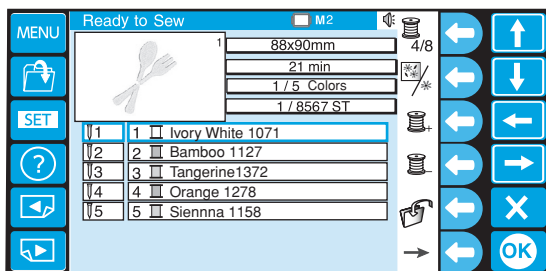 MENU
Ready to Sew
M2
4/8
1
88x90mm
21 min
1 / 5 Colors
1 / 8567 ST
SET
1 1 Ivory White 1071
2 2 Bamboo 1127
3 3 Tangerine1372
4 4 Orange 1278
5 5 Siennna 1158
?
+
-
X
OK